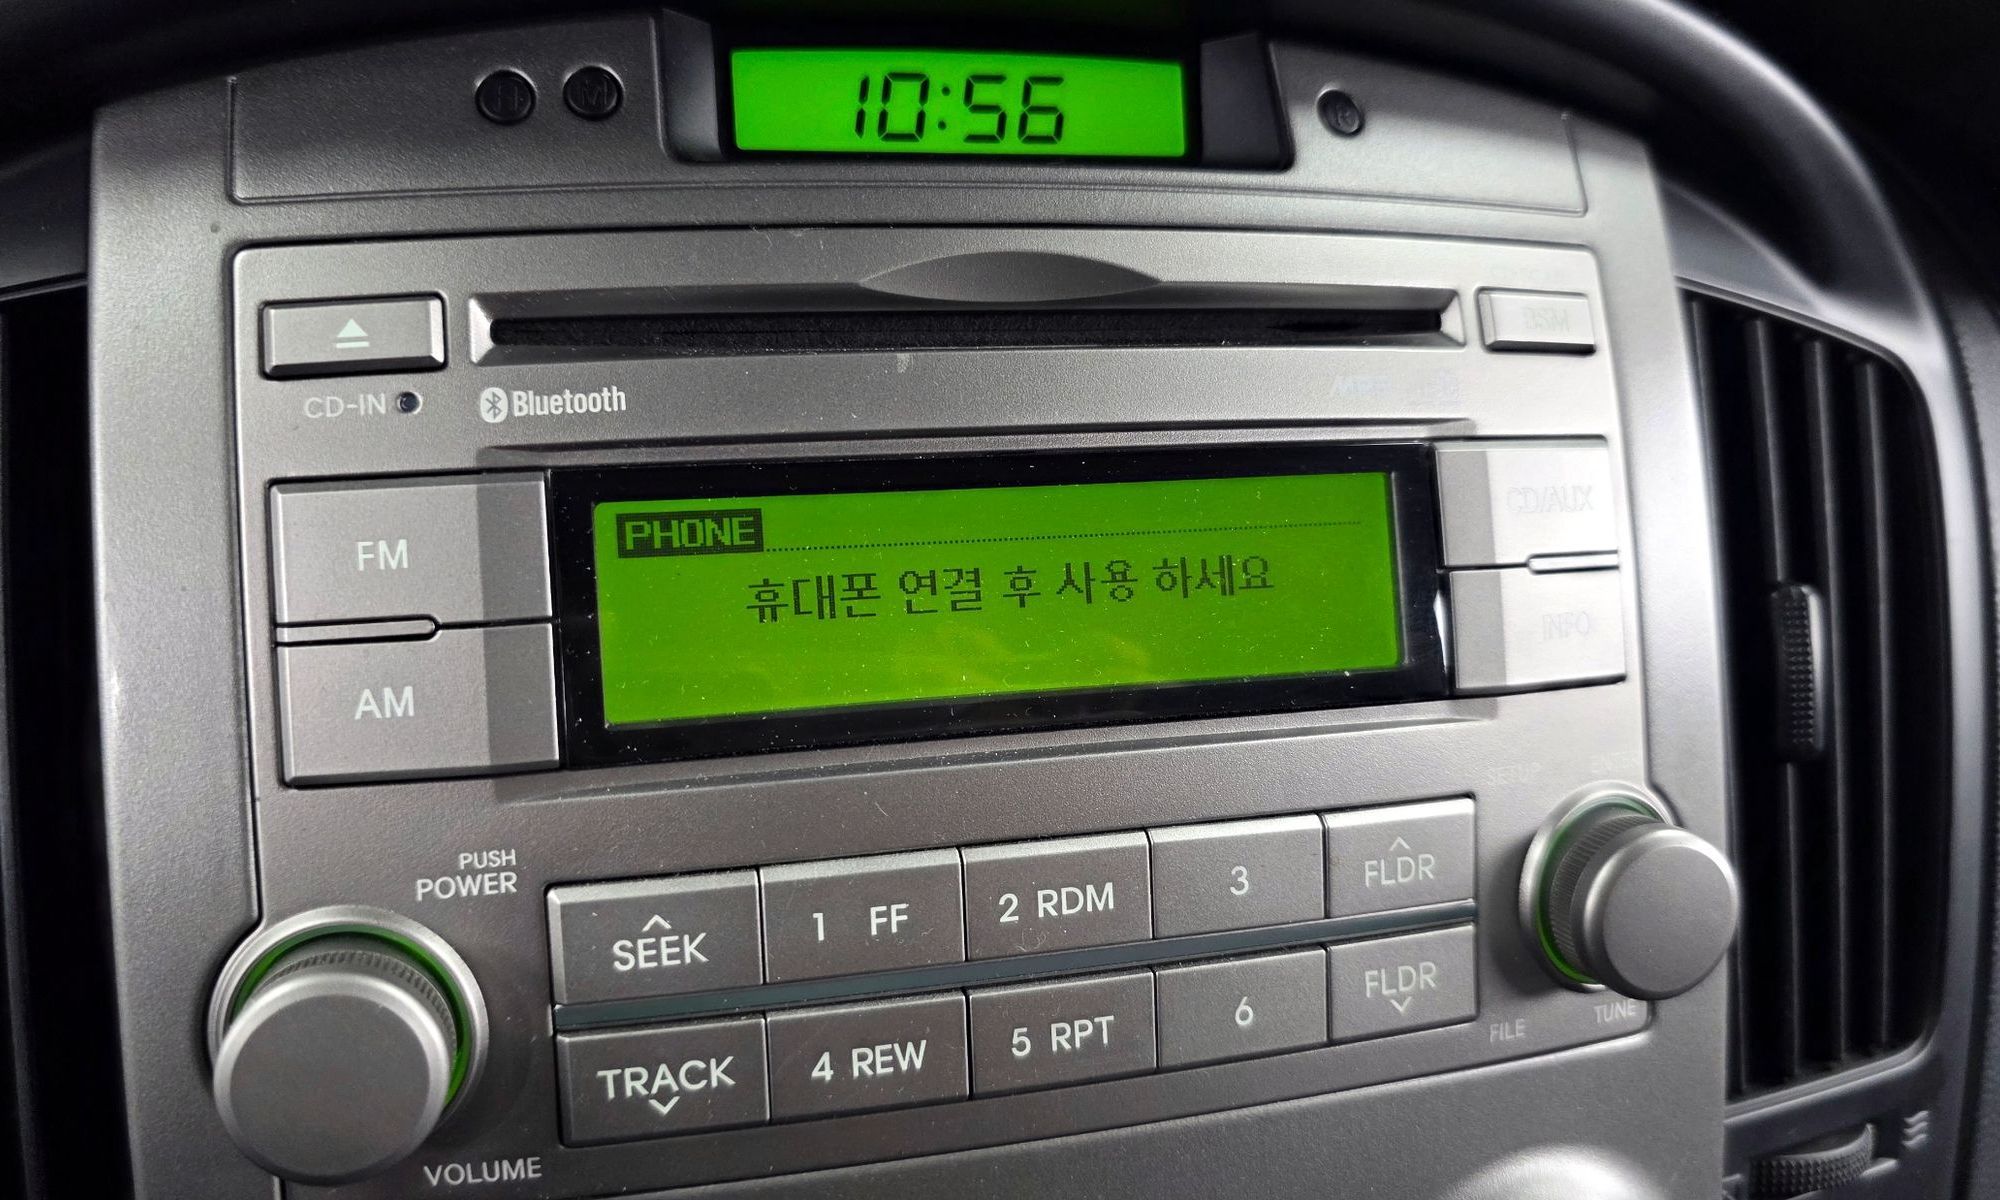 H
M
10:56
R
CD-IN
Bluetooth
FM
AM
PHONE
휴대폰 연결 후 사용 하세요
CD/AUX
INFO
PUSH
POWER
VOLUME
SEEK
1 FF
2 RDM
3
FLDR
TRACK
4 REW
5 RPT
6
FLDR
SETUP
FILE
TUNE